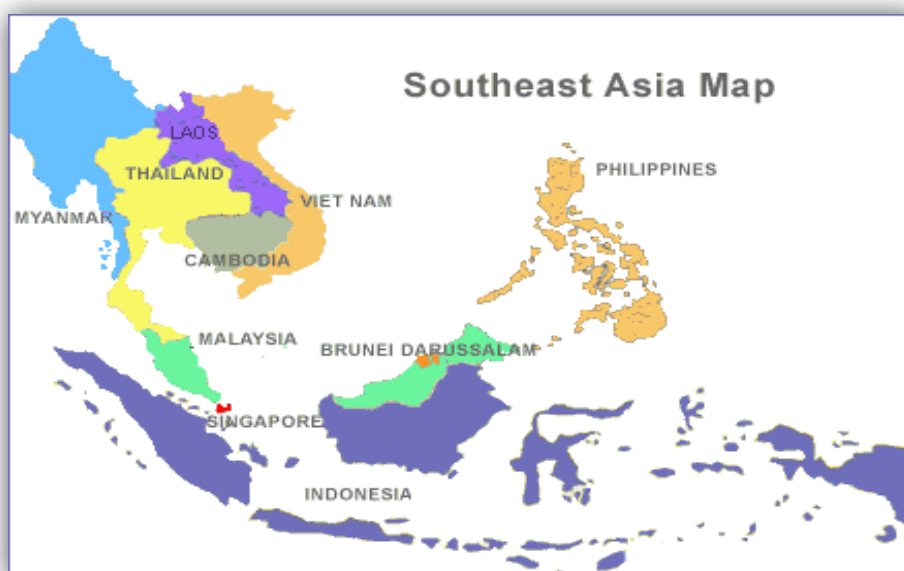 Southeast Asia Map
LAOS
PHILIPPINES
THAILAND
VIET NAM
MYANMAR
CAMBODIA
MALAYSIA
BRUNEI DARUSSALAM
SINGAPORE
INDONESIA